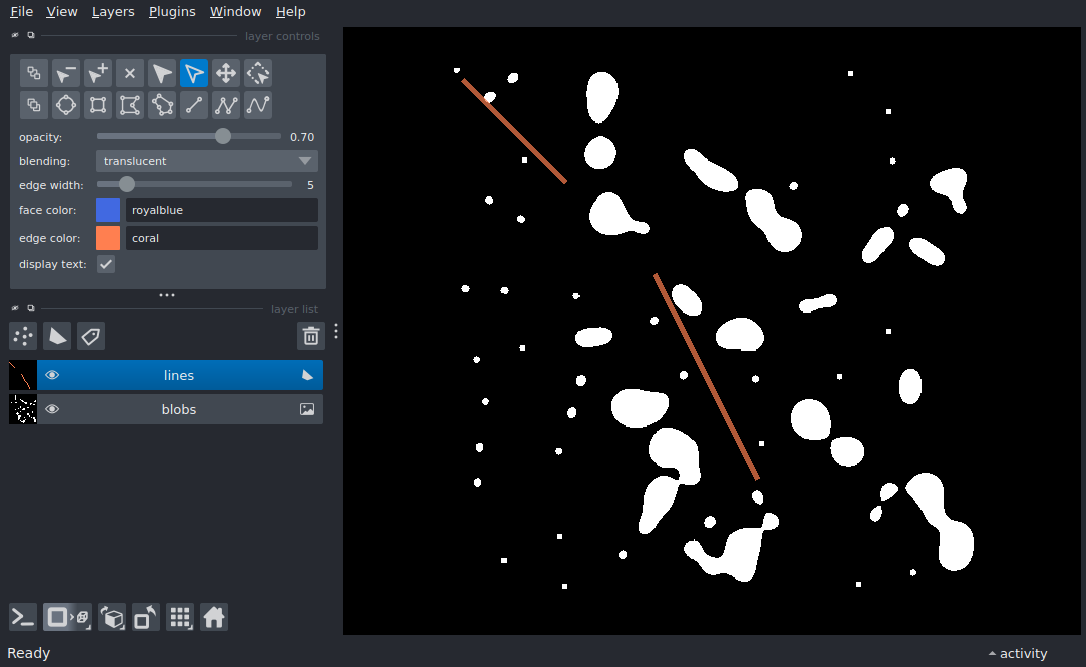 File View Layers Plugins Window Help
layer controls
opacity: 0.70
blending: translucent
edge width: 5
face color: royalblue
edge color: coral
display text:
layer list
lines
blobs
Ready activity